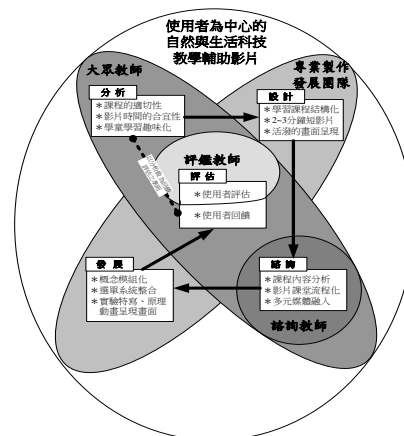 使用者為中心的
自然與生活科技
教學輔助影片
大眾教師
專業製作
發展團隊
分 析
＊課程的適切性
＊影片時間的合宜性
＊學童學習趣味化
設 計
＊學習課程結構化
＊2~3分鐘短影片
＊活潑的畫面呈現
評鑑教師
評 估
＊使用者評估
＊使用者回饋
發 展
＊概念模組化
＊選單系統整合
＊實驗特寫、原理
動畫呈現畫面
諮 詢
＊課程內容分析
＊影片課堂流程化
＊多元媒體融入
諮詢教師